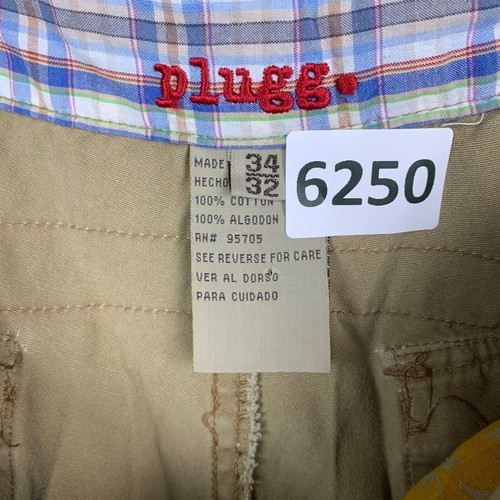 plugg.
34
32
6250
MADE
HECHO
100% COTTON
100% ALGODON
RN# 95705
SEE REVERSE FOR CARE
VER AL DORSO
PARA CUIDADO